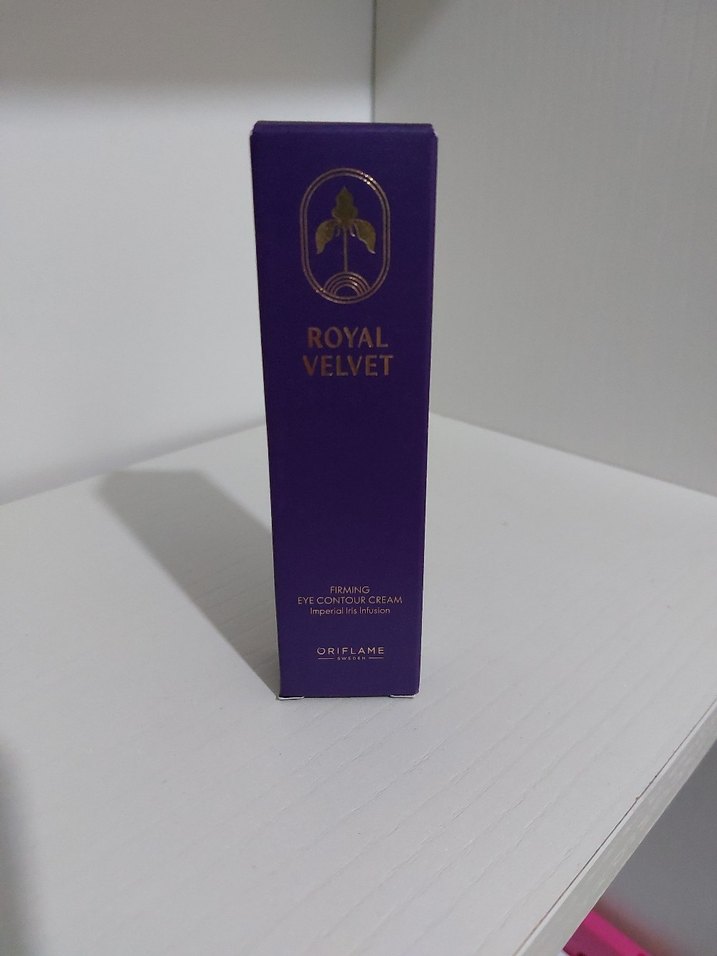 ROYAL
VELVET
FIRMING
EYE CONTOUR CREAM
Imperial Iris Infusion
ORIFLAME
SWEDEN